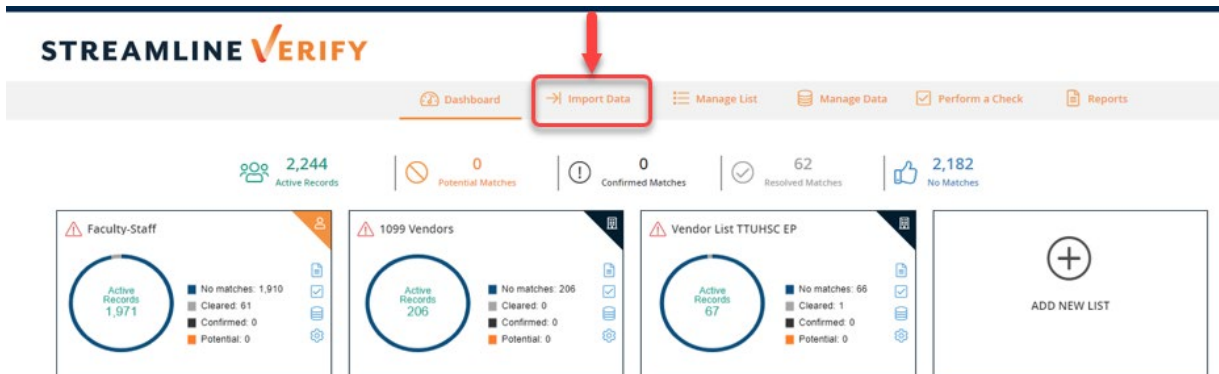 STREAMLINE VERIFY
Dashboard
Import Data
Manage List
Manage Data
Perform a Check
Reports
2,244
Active Records
0
Potential Matches
0
Confirmed Matches
62
Resolved Matches
2,182
No Matches
Faculty-Staff
Active
Records
1,971
No matches: 1,910
Cleared: 61
Confirmed: 0
Potential: 0
1099 Vendors
Active
Records
206
No matches: 206
Cleared: 0
Confirmed: 0
Potential: 0
Vendor List TTUHSC EP
Active
Records
67
No matches: 66
Cleared: 1
Confirmed: 0
Potential: 0
ADD NEW LIST